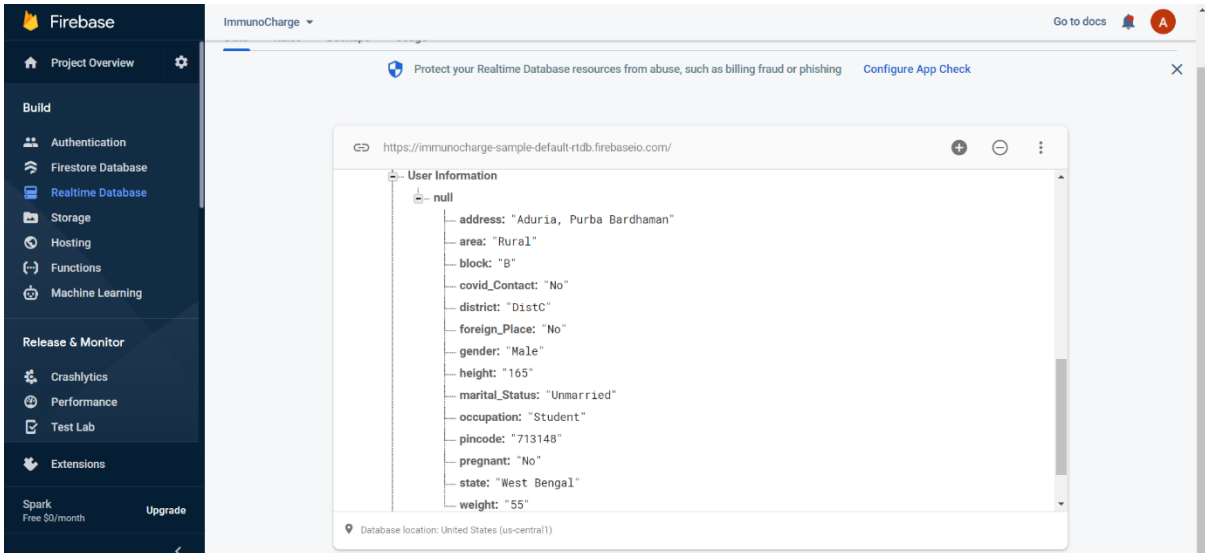 Firebase
ImmunoCharge
Go to docs
A
Project Overview
Protect your Realtime Database resources from abuse, such as billing fraud or phishing Configure App Check
Build
Authentication
Firestore Database
Realtime Database
Storage
Hosting
Functions
Machine Learning
Release & Monitor
Crashlytics
Performance
Test Lab
Extensions
Spark
Free $0/month
Upgrade
https://immunocharge-sample-default-rtdb.firebaseio.com/
User Information
null
address: "Aduria, Purba Bardhaman"
area: "Rural"
block: "B"
covid_Contact: "No"
district: "DistC"
foreign_Place: "No"
gender: "Male"
height: "165"
marital_Status: "Unmarried"
occupation: "Student"
pincode: "713148"
pregnant: "No"
state: "West Bengal"
weight: "55"
Database location: United States (us-central1)